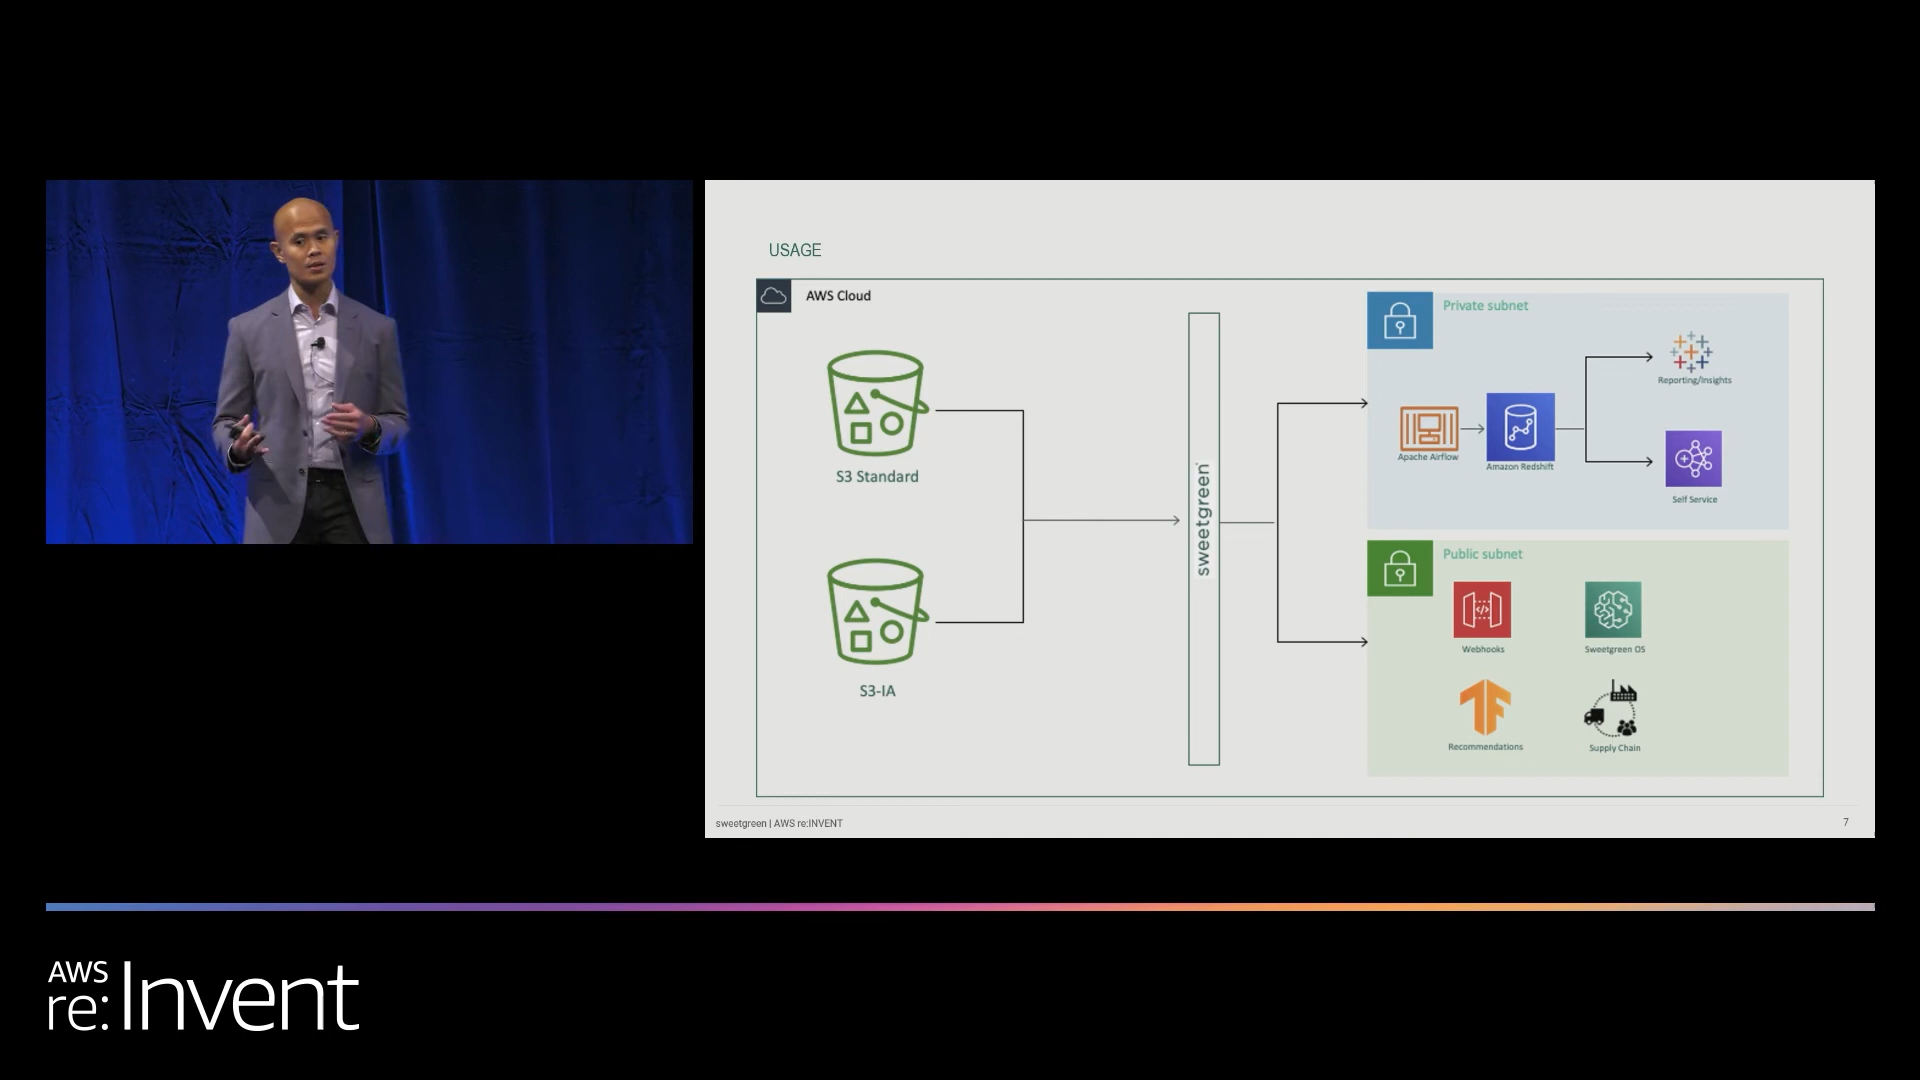 USAGE
AWS Cloud
S3 Standard
S3-IA
sweetgreen
Private subnet
Reporting/Insights
Apache Airflow
Amazon Redshift
Self Service
Public subnet
Webhooks
Sweetgreen OS
Recommendations
Supply Chain
sweetgreen | AWS re:INVENT
7
AWS
re:Invent